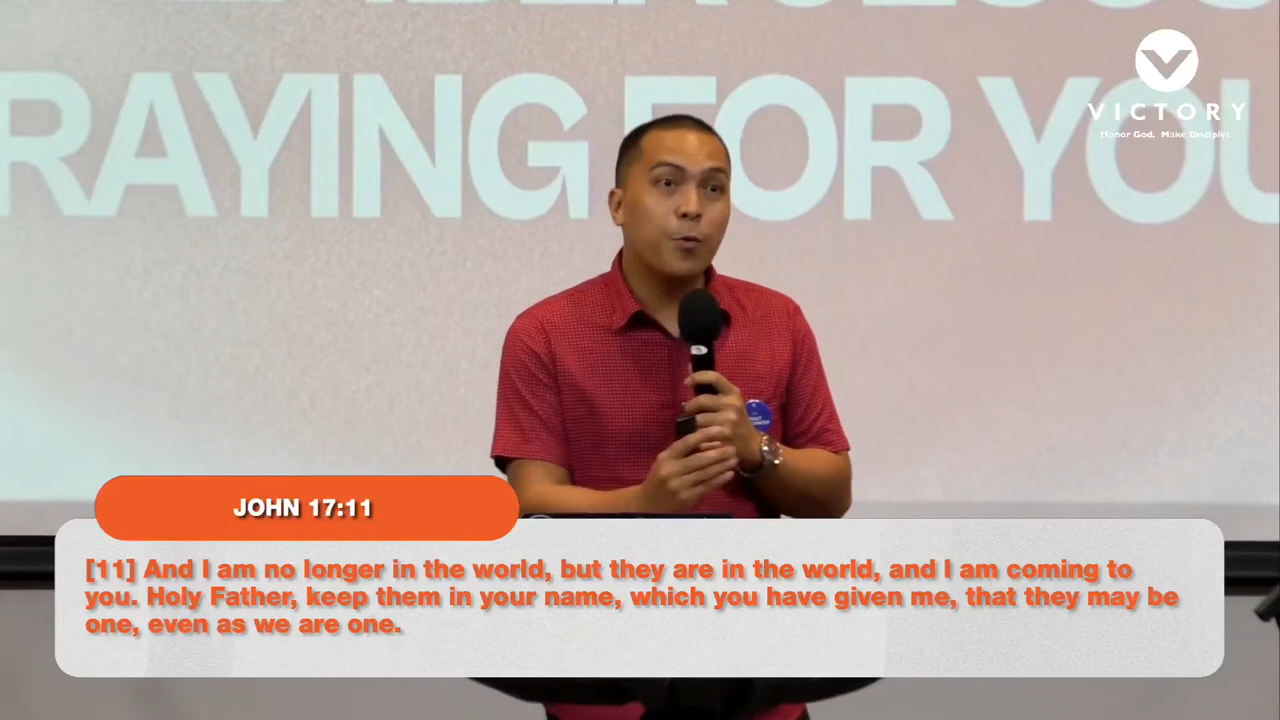 RAYING FOR YOU
VICTORY
Honor God. Make Disciples.
JOHN 17:11
[11] And I am no longer in the world, but they are in the world, and I am coming to
you. Holy Father, keep them in your name, which you have given me, that they may be
one, even as we are one.